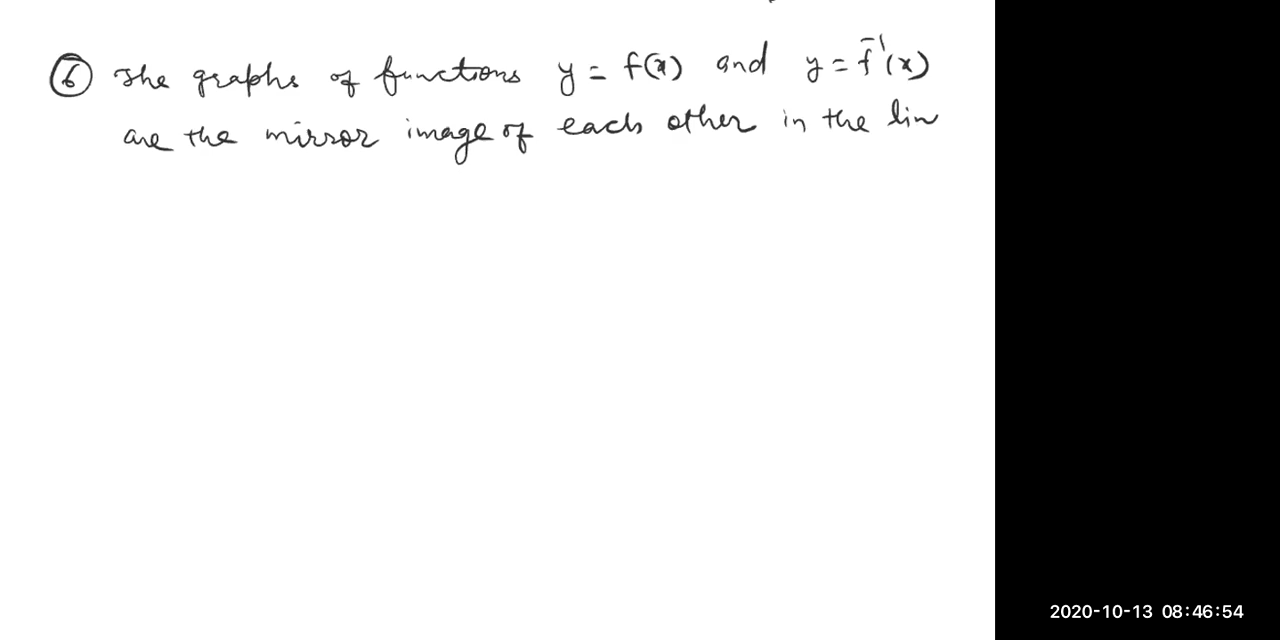 ⑥ The graphs of functions y = f(x) and y = f⁻¹(x)
are the mirror image of each other in the lin
2020-10-13 08:46:54